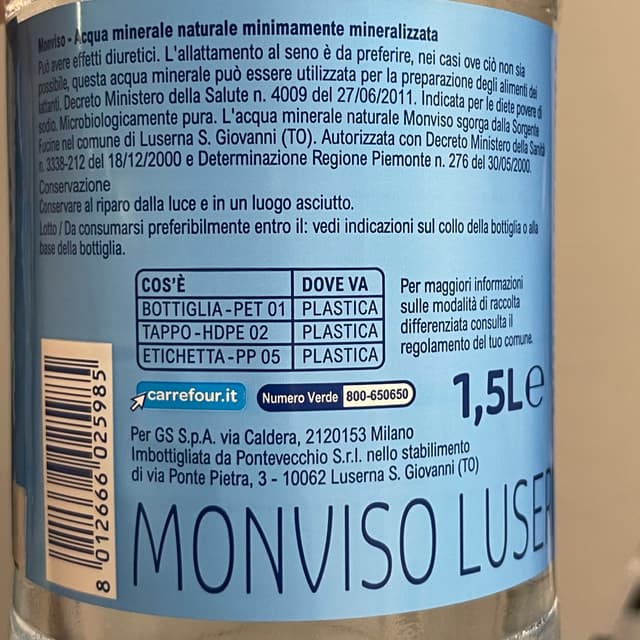 Monviso - Acqua minerale naturale minimamente mineralizzata
Può avere effetti diuretici. L'allattamento al seno è da preferire, nei casi ove ciò non sia
possibile, questa acqua minerale può essere utilizzata per la preparazione degli alimenti dei
lattanti. Decreto Ministero della Salute n. 4009 del 27/06/2011. Indicata per le diete povere di
sodio. Microbiologicamente pura. L'acqua minerale naturale Monviso sgorga dalla Sorgente
Fucine nel comune di Luserna S. Giovanni (TO). Autorizzata con Decreto Ministero della Sanità
n. 3338-212 del 18/12/2000 e Determinazione Regione Piemonte n. 276 del 30/05/2000.
Conservazione
Conservare al riparo dalla luce e in un luogo asciutto.
Lotto / Da consumarsi preferibilmente entro il: vedi indicazioni sul collo della bottiglia o alla
base della bottiglia.
COS'È DOVE VA
BOTTIGLIA-PET 01 PLASTICA
TAPPO-HDPE 02 PLASTICA
ETICHETTA-PP 05 PLASTICA
Per maggiori informazioni
sulle modalità di raccolta
differenziata consulta il
regolamento del tuo comune.
carrefour.it
Numero Verde 800-650650
1,5L e
Per GS S.p.A. via Caldera, 2120153 Milano
Imbottigliata da Pontevecchio S.r.l. nello stabilimento
di via Ponte Pietra, 3 - 10062 Luserna S. Giovanni (TO)
8 012666 025985
MONVISO LUSER